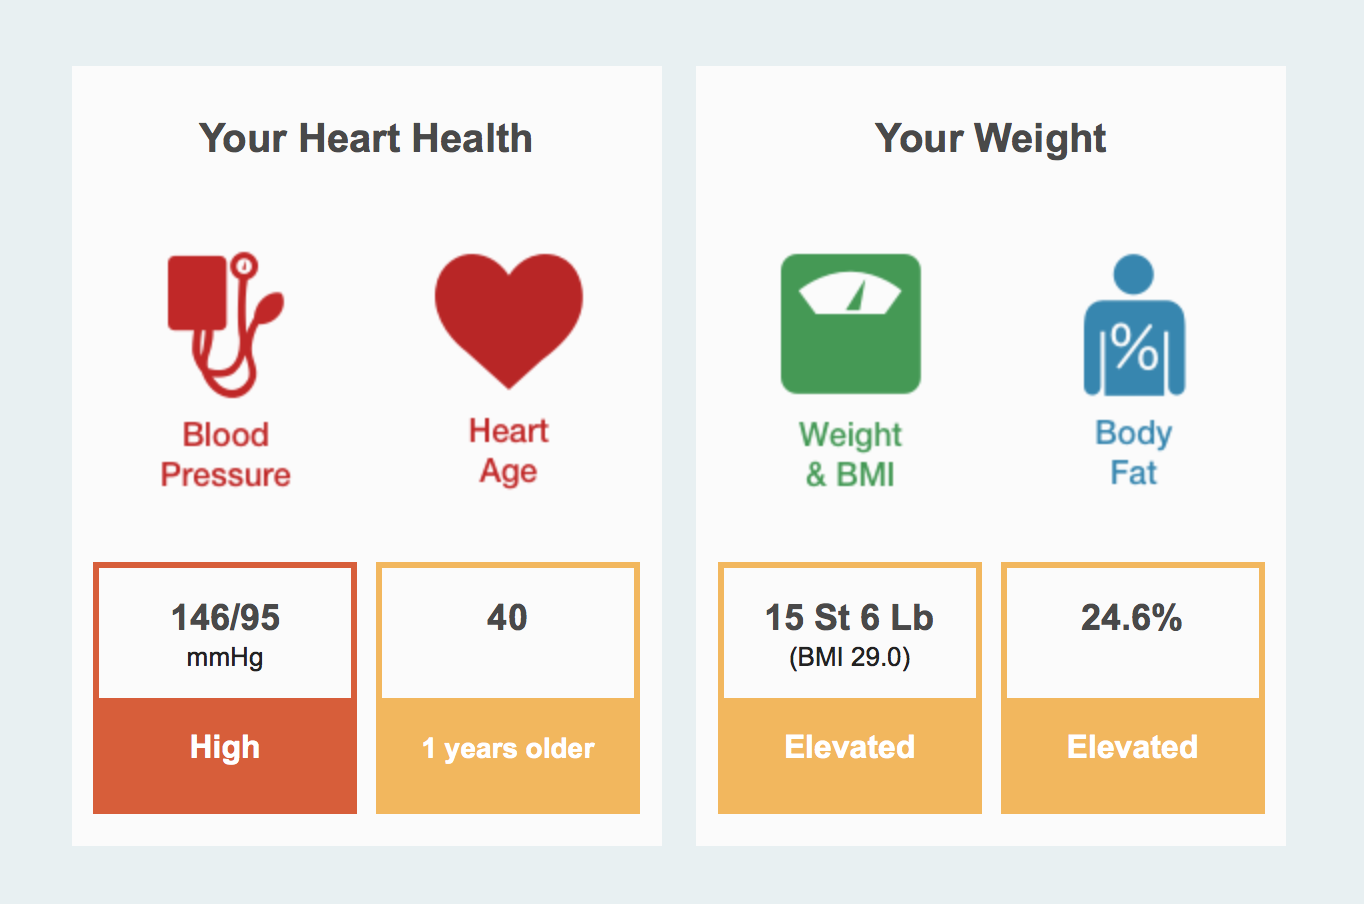 Your Heart Health
Blood
Pressure
Heart
Age
146/95
mmHg
High
40
1 years older
Your Weight
Weight
& BMI
%
Body
Fat
15 St 6 Lb
(BMI 29.0)
Elevated
24.6%
Elevated